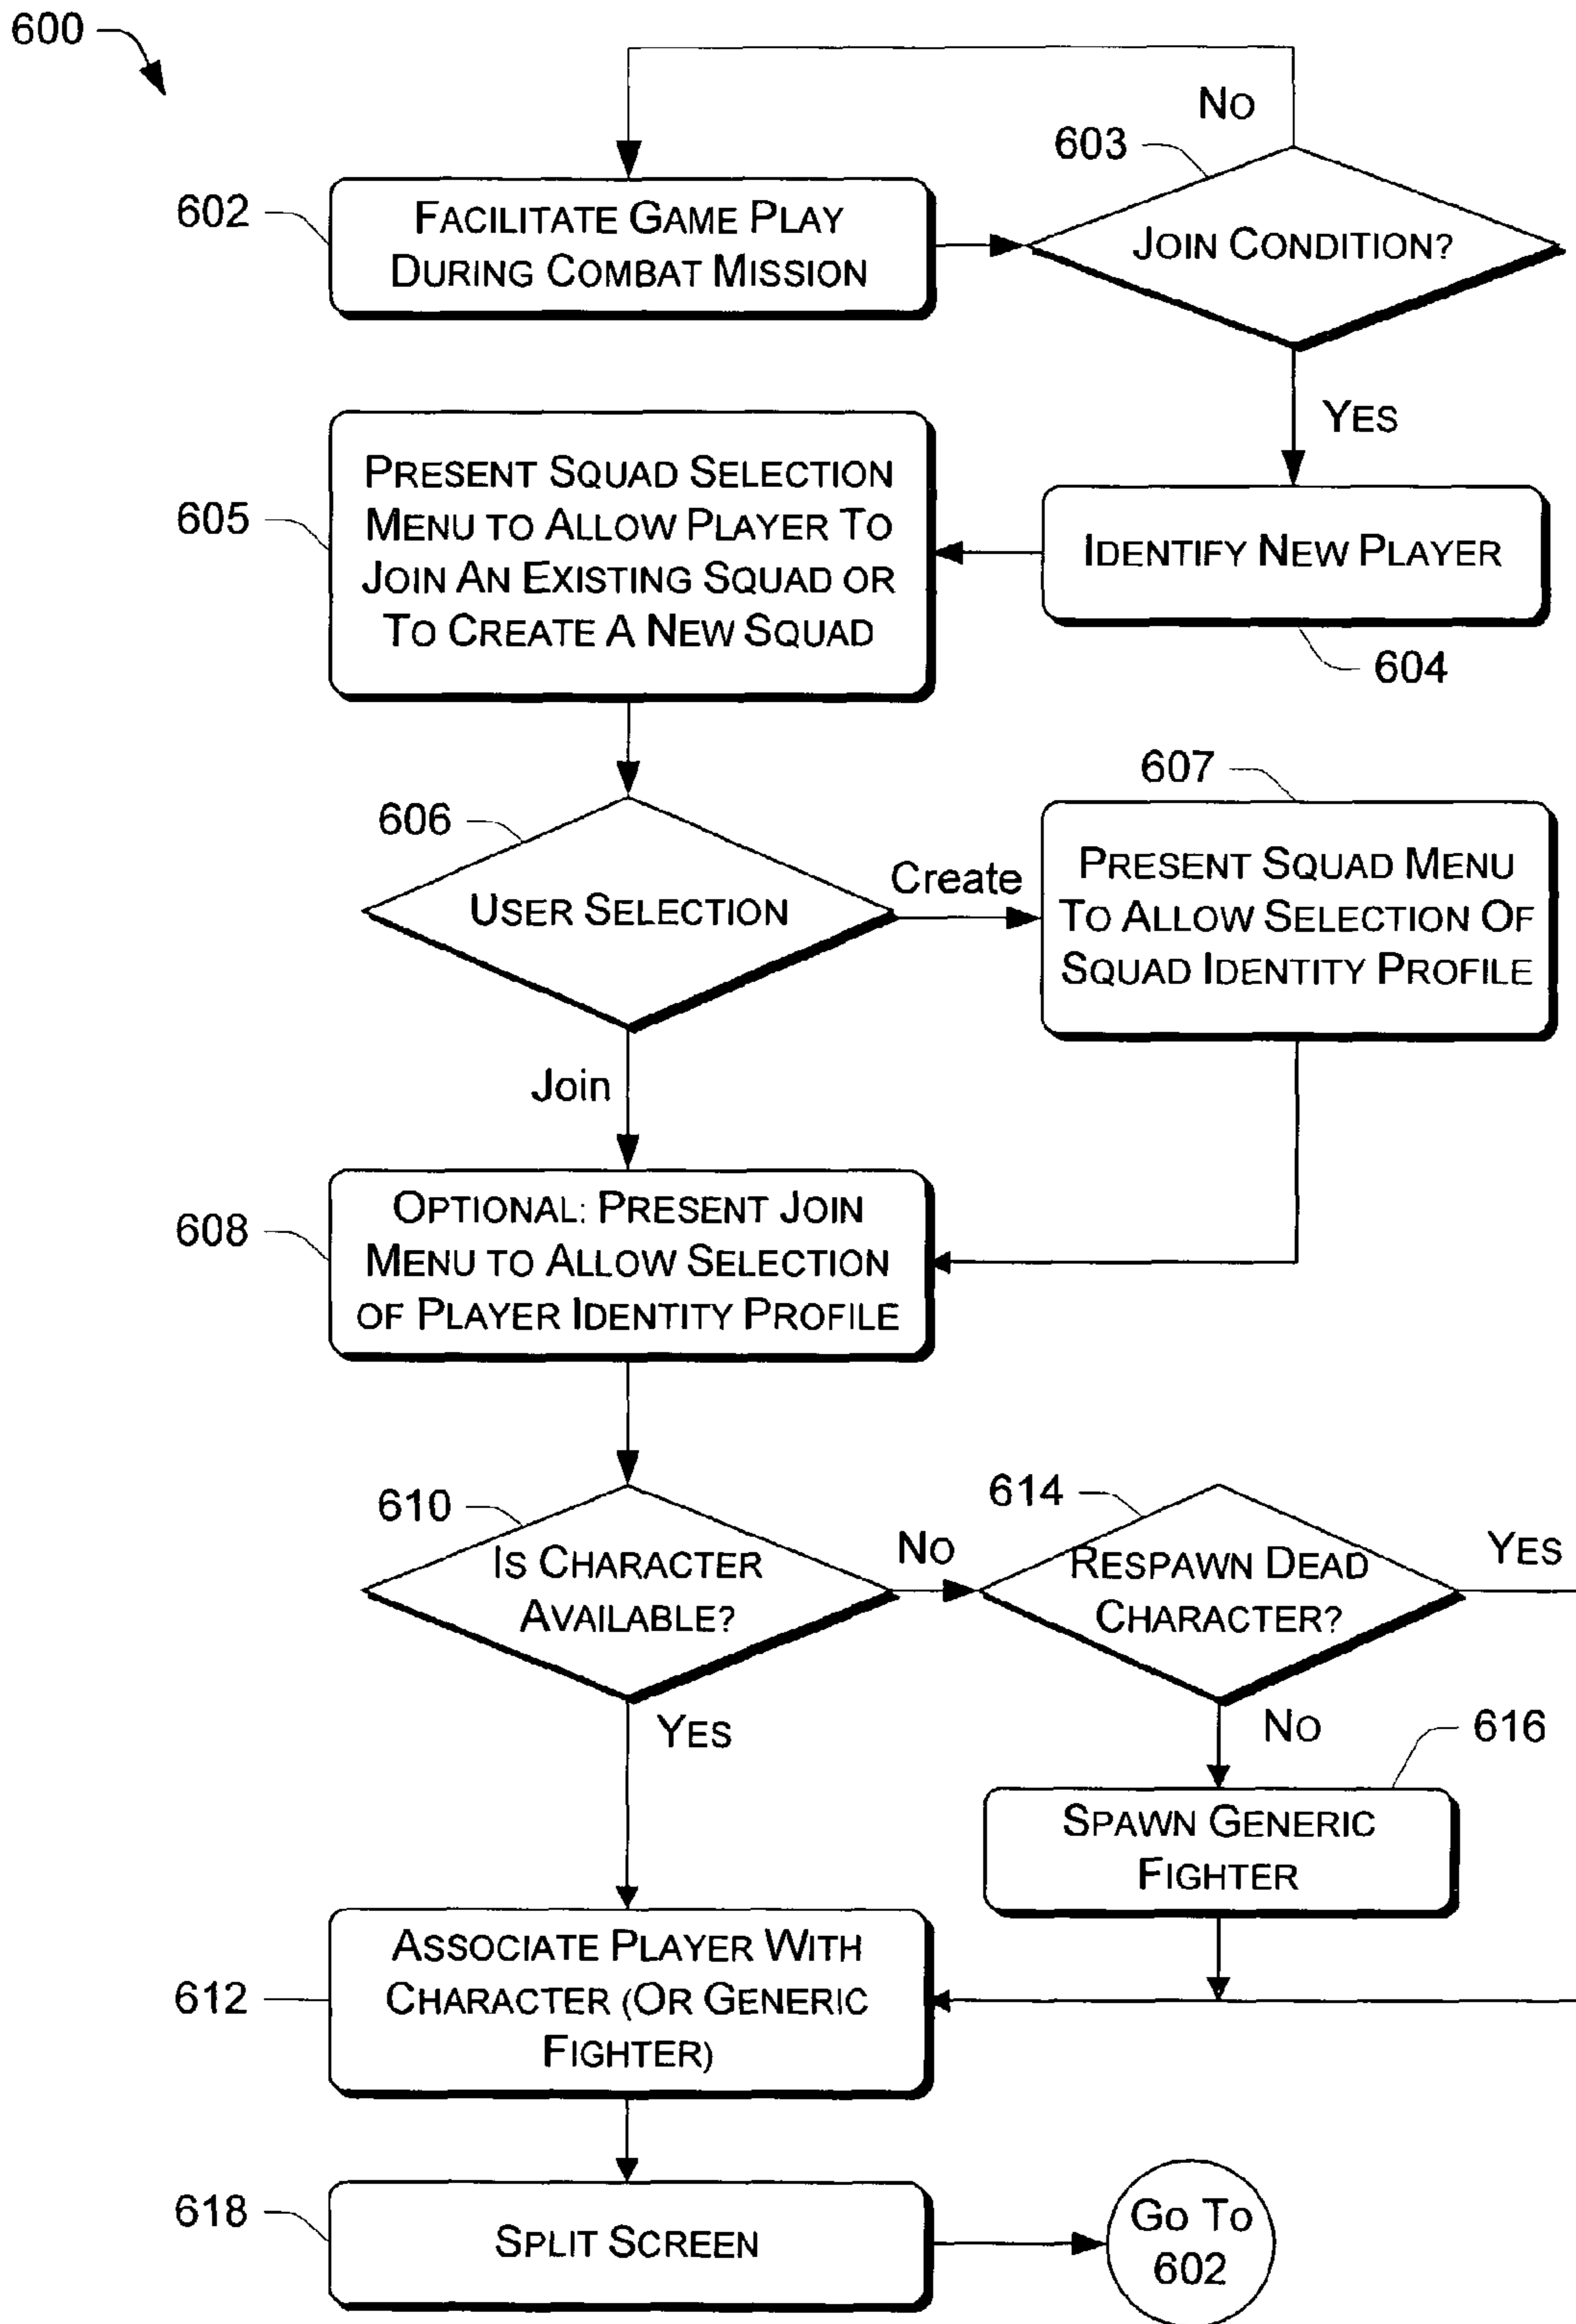 600
No
603
602
Facilitate Game Play
During Combat Mission
Join Condition?
Yes
605
Present Squad Selection
Menu to Allow Player To
Join An Existing Squad or
To Create A New Squad
Identify New Player
604
607
606
Create
User Selection
Present Squad Menu
To Allow Selection Of
Squad Identity Profile
Join
608
Optional: Present Join
Menu to Allow Selection
of Player Identity Profile
610
614
Is Character
Available?
No
Respawn Dead
Character?
Yes
Yes
No
616
Spawn Generic
Fighter
612
Associate Player With
Character (Or Generic
Fighter)
618
Split Screen
Go To
602